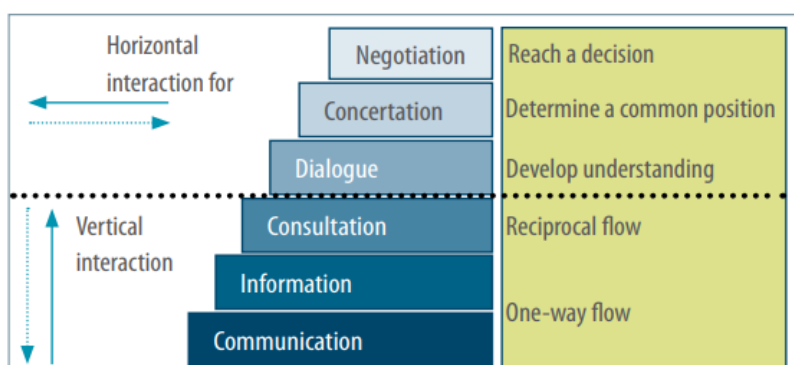 Horizontal
interaction for
Negotiation
Reach a decision
Concertation
Determine a common position
Dialogue
Develop understanding
Vertical
interaction
Consultation
Reciprocal flow
Information
One-way flow
Communication